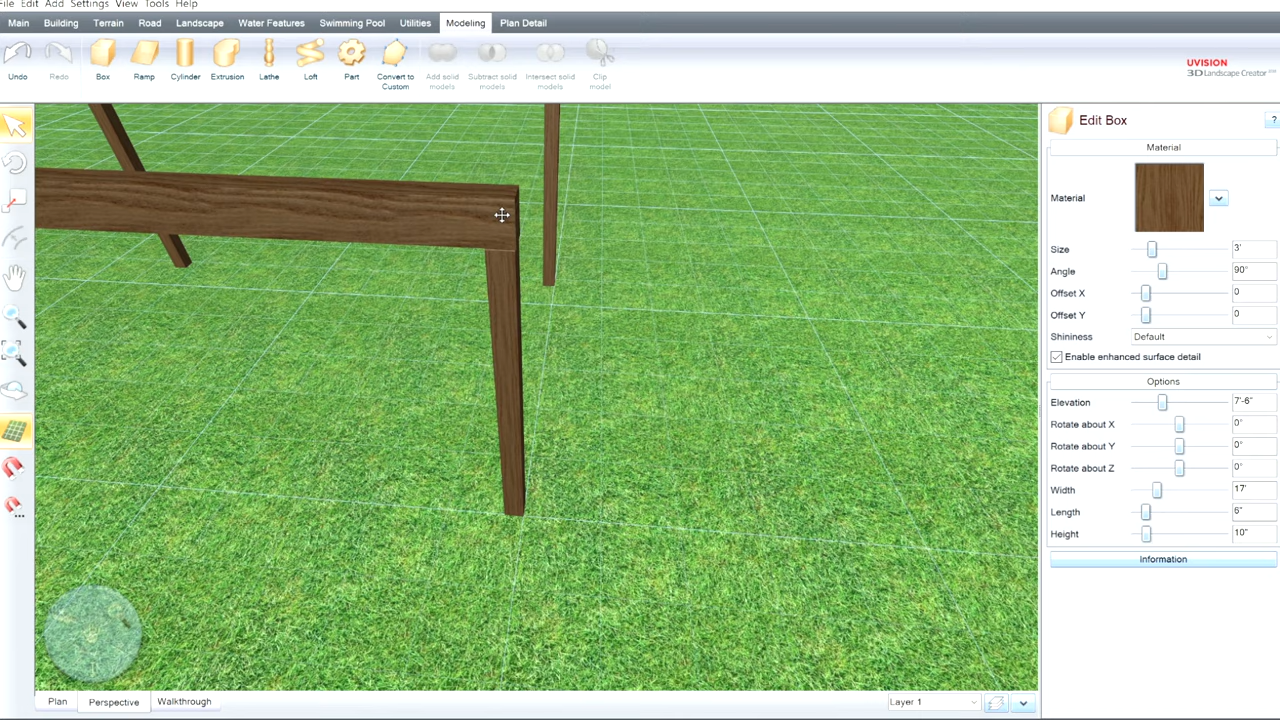 File Edit Add Settings View Tools Help
Main Building Terrain Road Landscape Water Features Swimming Pool Utilities Modeling Plan Detail
Undo Redo Box Ramp Cylinder Extrusion Lathe Loft Part Convert to Custom Add solid models Subtract solid models Intersect solid models Clip model
UVISION
3D Landscape Creator
Edit Box ?
Material
Material
Size 3'
Angle 90°
Offset X 0
Offset Y 0
Shininess Default
Enable enhanced surface detail
Options
Elevation 7'-6"
Rotate about X 0°
Rotate about Y 0°
Rotate about Z 0°
Width 17'
Length 6"
Height 10"
Information
Plan Perspective Walkthrough Layer 1